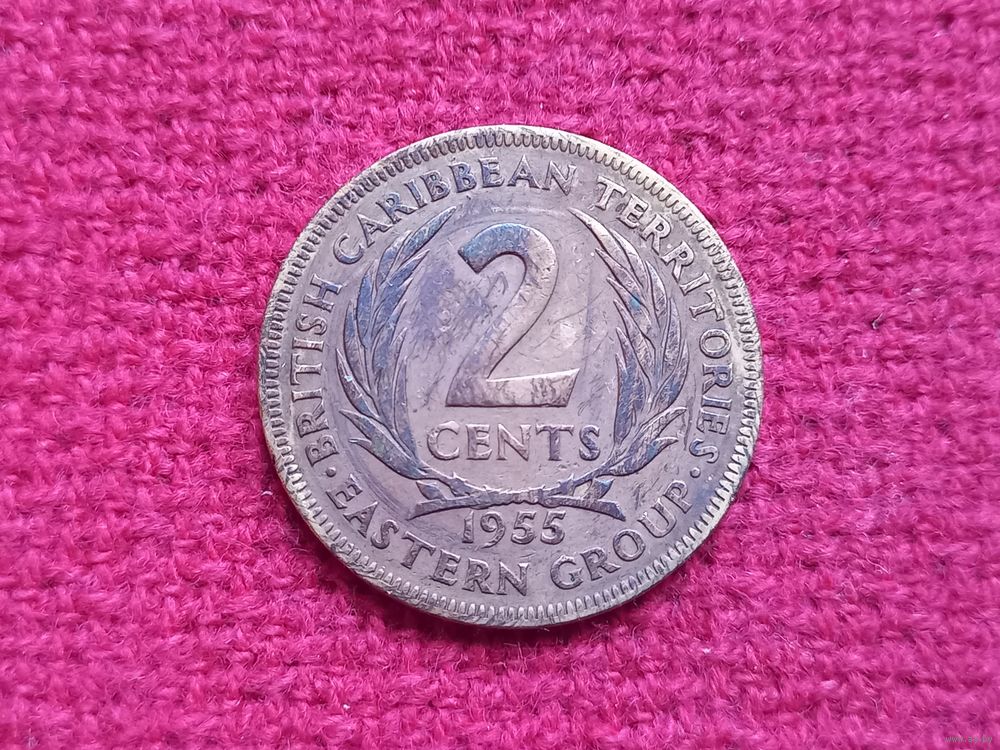 BRITISH CARIBBEAN TERRITORIES
2
CENTS
1955
· EASTERN GROUP ·